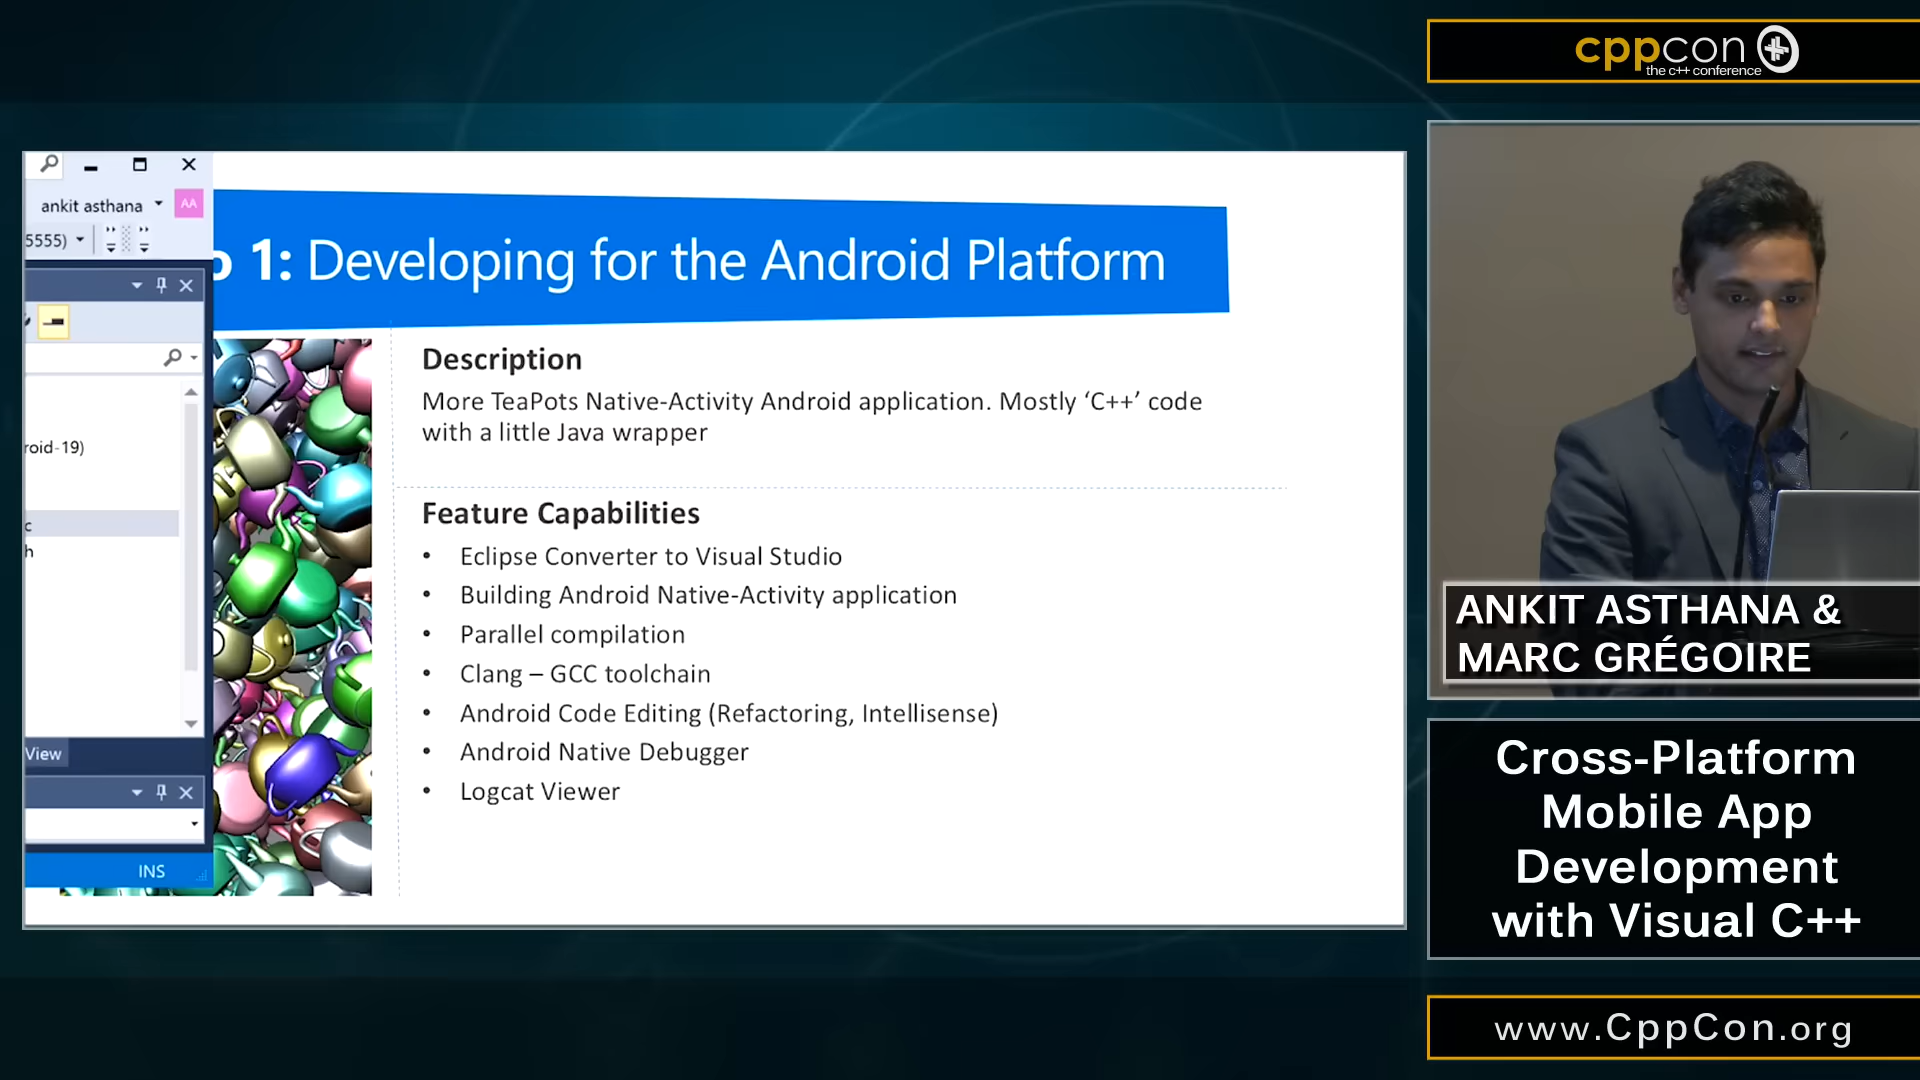 cppcon
the c++ conference
ankit asthana
AA
5555)
o 1: Developing for the Android Platform
Description
More TeaPots Native-Activity Android application. Mostly ‘C++’ code
with a little Java wrapper
roid-19)
Feature Capabilities
c
h
• Eclipse Converter to Visual Studio
• Building Android Native-Activity application
• Parallel compilation
• Clang – GCC toolchain
• Android Code Editing (Refactoring, Intellisense)
• Android Native Debugger
• Logcat Viewer
View
INS
ANKIT ASTHANA &
MARC GRÉGOIRE
Cross-Platform
Mobile App
Development
with Visual C++
www.CppCon.org